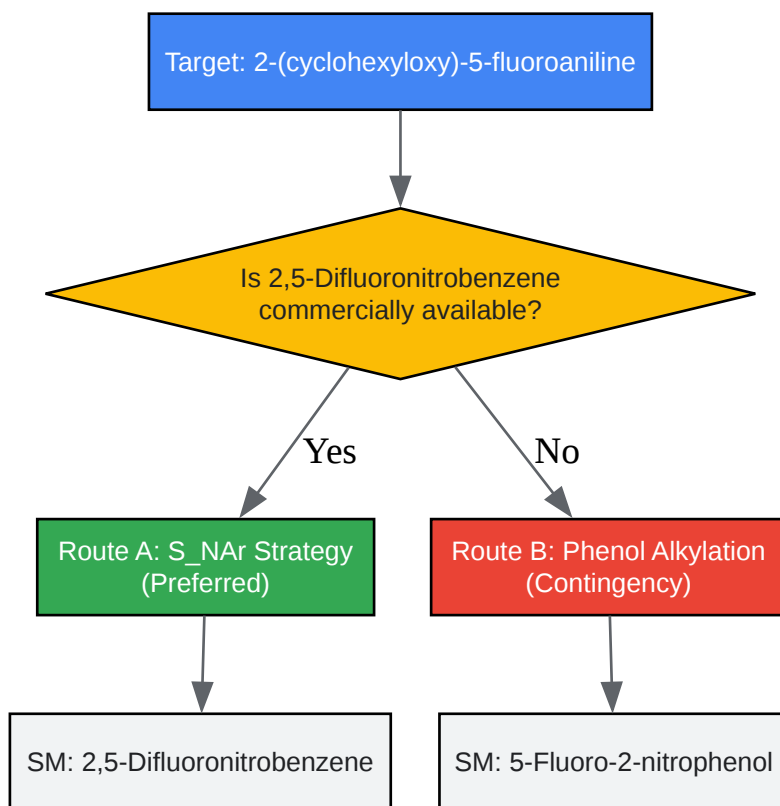 Target: 2-(cyclohexyloxy)-5-fluoroaniline
Is 2,5-Difluoronitrobenzene
commercially available?
Yes
No
Route A: S_NAr Strategy
(Preferred)
Route B: Phenol Alkylation
(Contingency)
SM: 2,5-Difluoronitrobenzene
SM: 5-Fluoro-2-nitrophenol